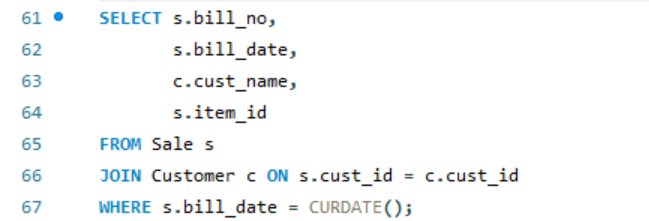 61 SELECT s.bill_no,
62 s.bill_date,
63 c.cust_name,
64 s.item_id
65 FROM Sale s
66 JOIN Customer c ON s.cust_id = c.cust_id
67 WHERE s.bill_date = CURDATE();